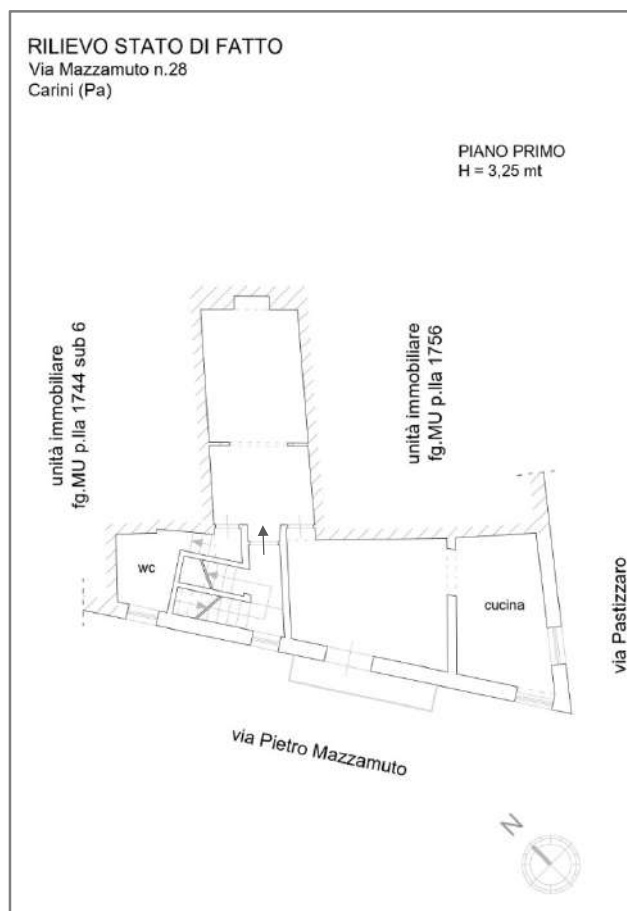 RILIEVO STATO DI FATTO
Via Mazzamuto n.28
Carini (Pa)
PIANO PRIMO
H = 3,25 mt
unità immobiliare
fg.MU p.lla 1744 sub 6
unità immobiliare
fg.MU p.lla 1756
wc
cucina
via Pastizzaro
via Pietro Mazzamuto
N